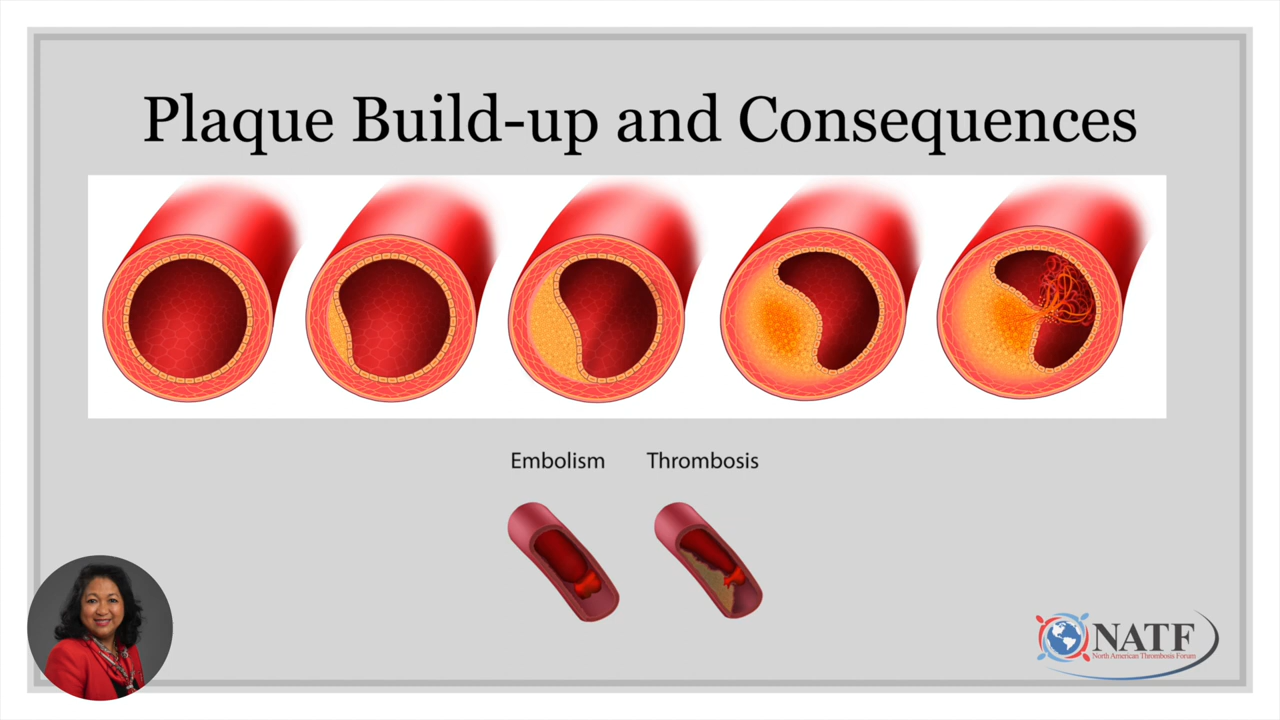 Plaque Build-up and Consequences
Embolism Thrombosis
NATF
North American Thrombosis Forum